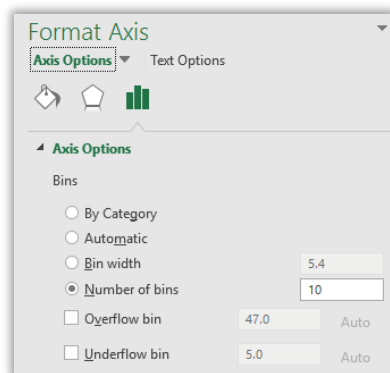 Format Axis
Axis Options Text Options
Axis Options
Bins
By Category
Automatic
Bin width 5.4
Number of bins 10
Overflow bin 47.0 Auto
Underflow bin 5.0 Auto